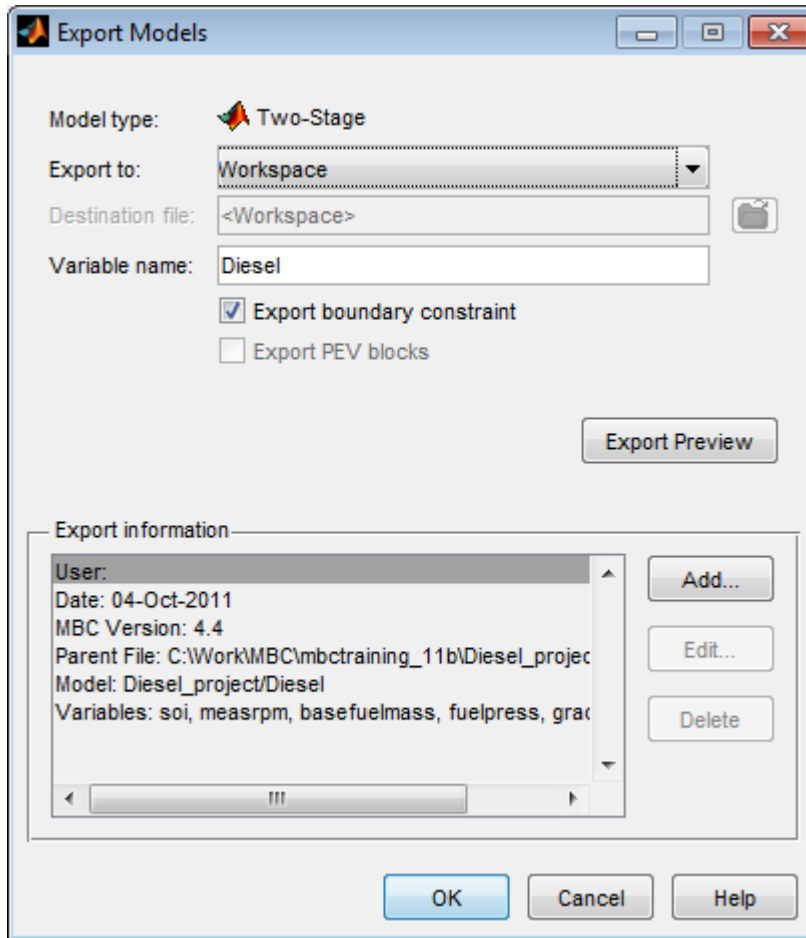 Export Models
Model type: Two-Stage
Export to: Workspace
Destination file: <Workspace>
Variable name: Diesel
Export boundary constraint
Export PEV blocks
Export Preview
Export information
User:
Date: 04-Oct-2011
MBC Version: 4.4
Parent File: C:\Work\MBC\mbctraining_11b\Diesel_projec
Model: Diesel_project/Diesel
Variables: soi, measrpm, basefuelmass, fuelpress, grac
Add...
Edit...
Delete
OK Cancel Help